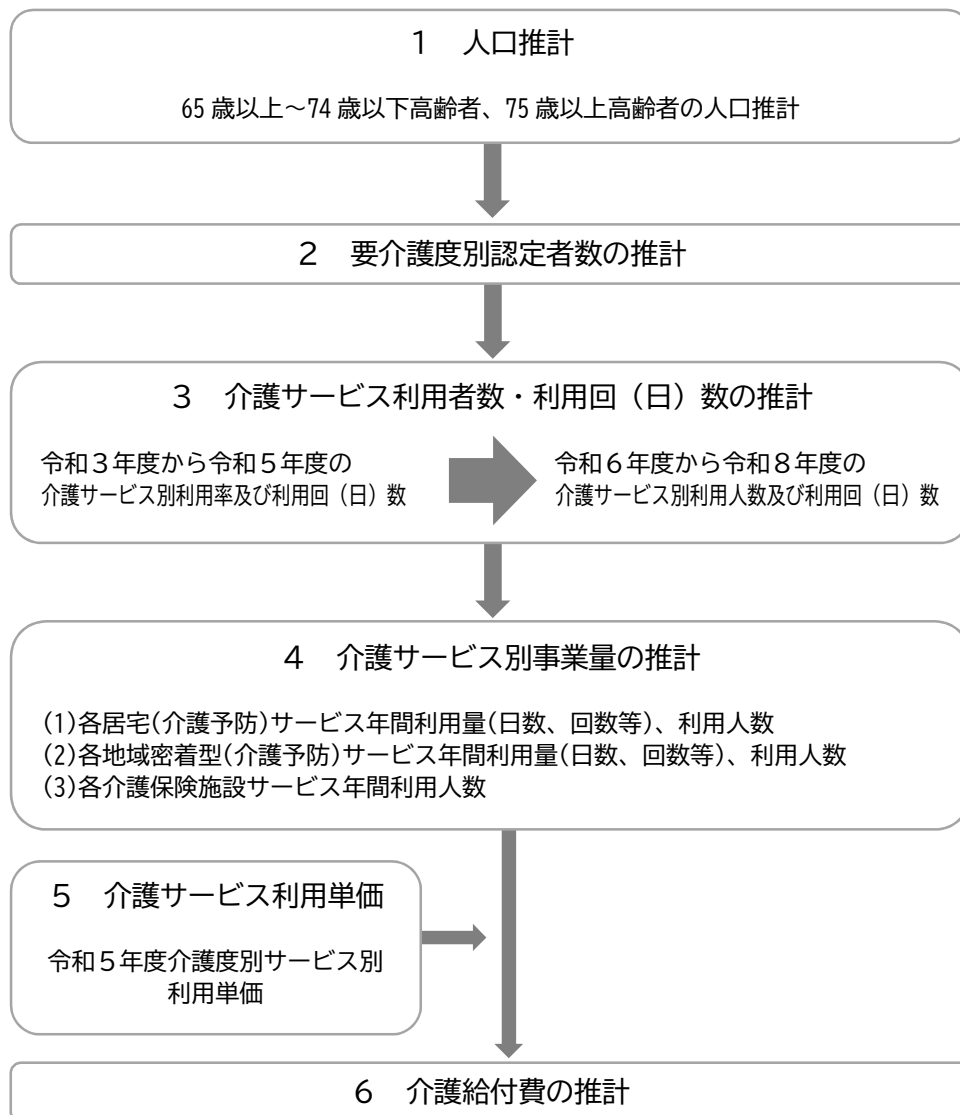 1 人口推計
65歳以上～74歳以下高齢者、75歳以上高齢者の人口推計
2 要介護度別認定者数の推計
3 介護サービス利用者数・利用回（日）数の推計
令和3年度から令和5年度の
介護サービス別利用率及び利用回（日）数
令和6年度から令和8年度の
介護サービス別利用人数及び利用回（日）数
4 介護サービス別事業量の推計
(1)各居宅(介護予防)サービス年間利用量(日数、回数等)、利用人数
(2)各地域密着型(介護予防)サービス年間利用量(日数、回数等)、利用人数
(3)各介護保険施設サービス年間利用人数
5 介護サービス利用単価
令和5年度介護度別サービス別
利用単価
6 介護給付費の推計